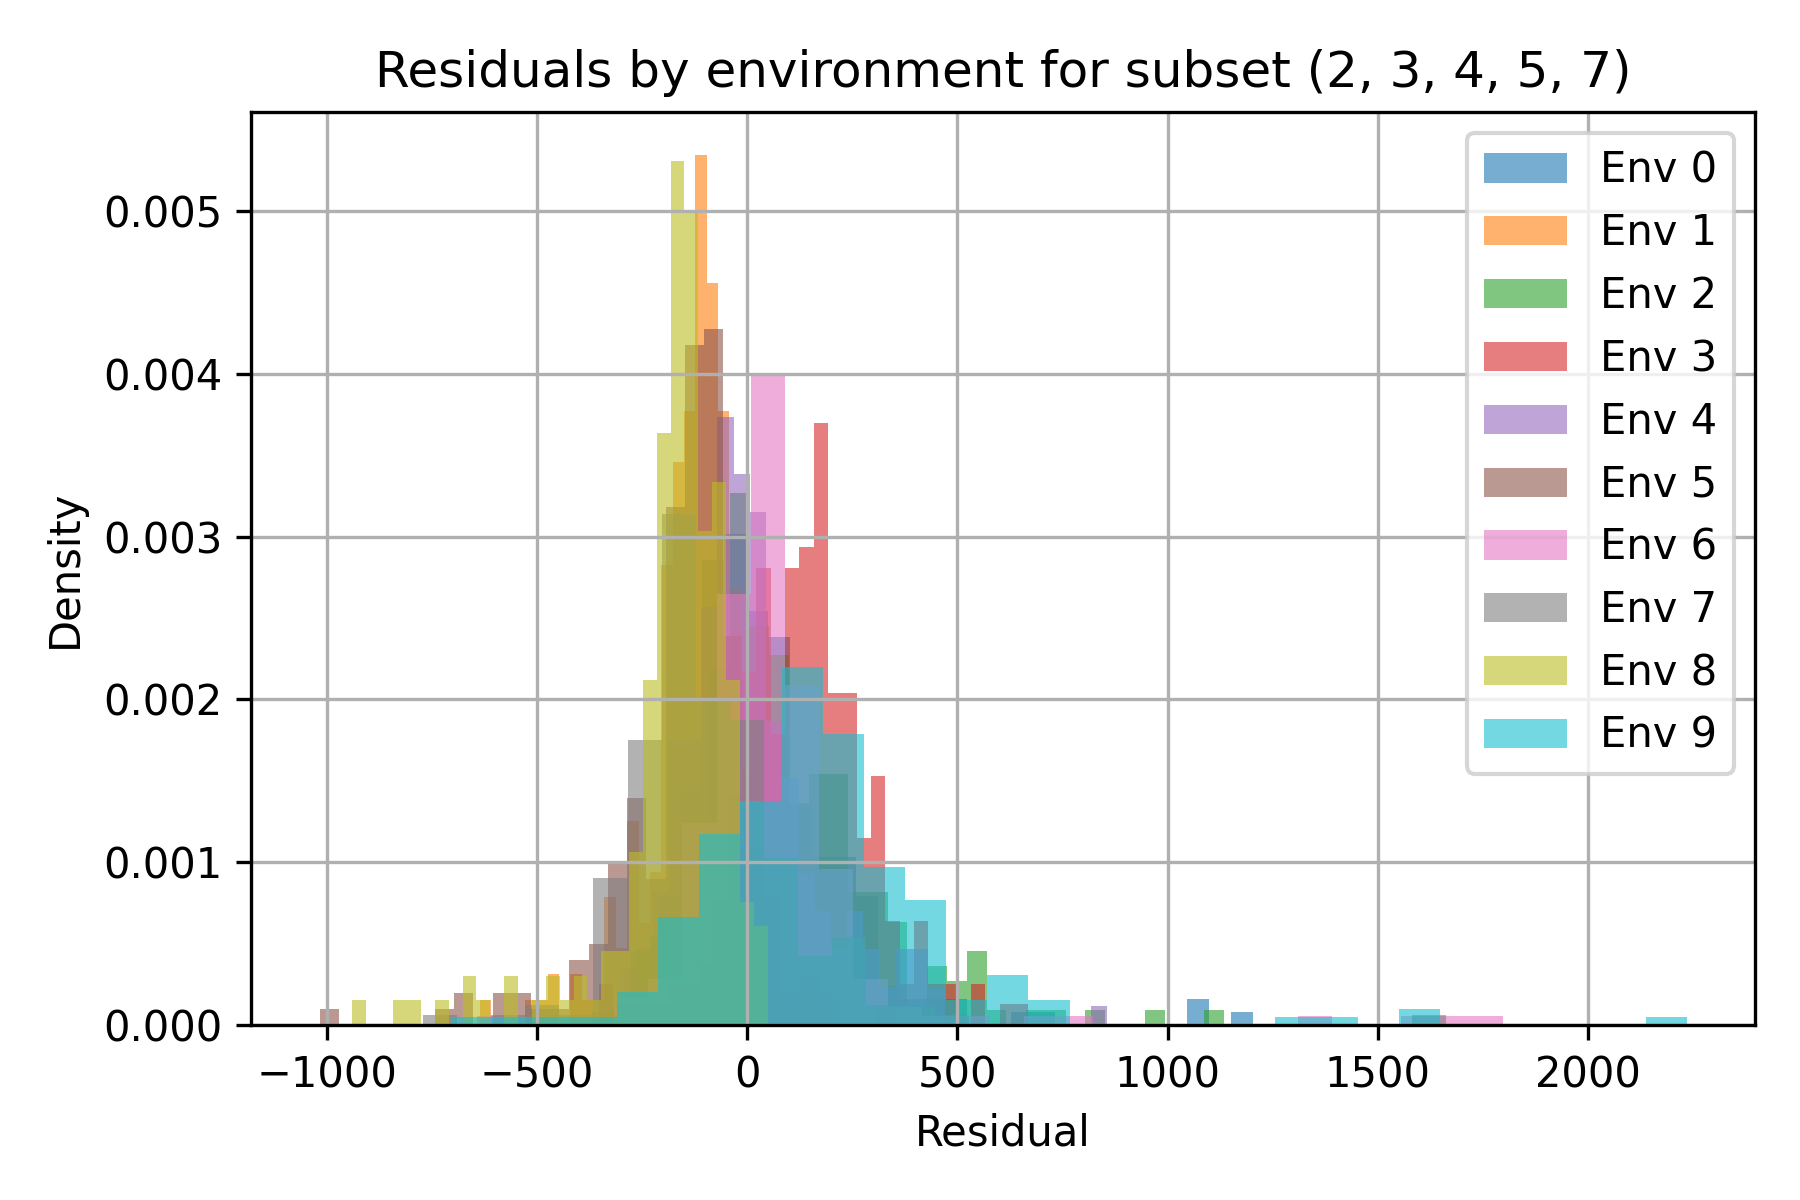 Residuals by environment for subset (2, 3, 4, 5, 7)
Env 0
Env 1
Env 2
Env 3
Env 4
Env 5
Env 6
Env 7
Env 8
Env 9
0.005
0.004
0.003
0.002
0.001
0.000
Density
−1000 −500 0 500 1000 1500 2000
Residual